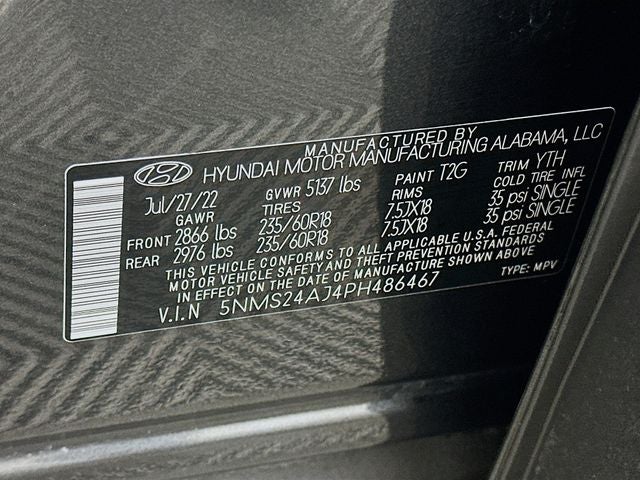 MANUFACTURED BY
HYUNDAI MOTOR MANUFACTURING ALABAMA, LLC
Jul/27/22 GVWR 5137 lbs PAINT T2G TRIM YTH
GAWR TIRES RIMS COLD TIRE INFL
FRONT 2866 lbs 235/60R18 7.5JX18 35 psi SINGLE
REAR 2976 lbs 235/60R18 7.5JX18 35 psi SINGLE
THIS VEHICLE CONFORMS TO ALL APPLICABLE U.S.A. FEDERAL
MOTOR VEHICLE SAFETY AND THEFT PREVENTION STANDARDS
IN EFFECT ON THE DATE OF MANUFACTURE SHOWN ABOVE
V.I.N 5NMS24AJ4PH486467 TYPE: MPV